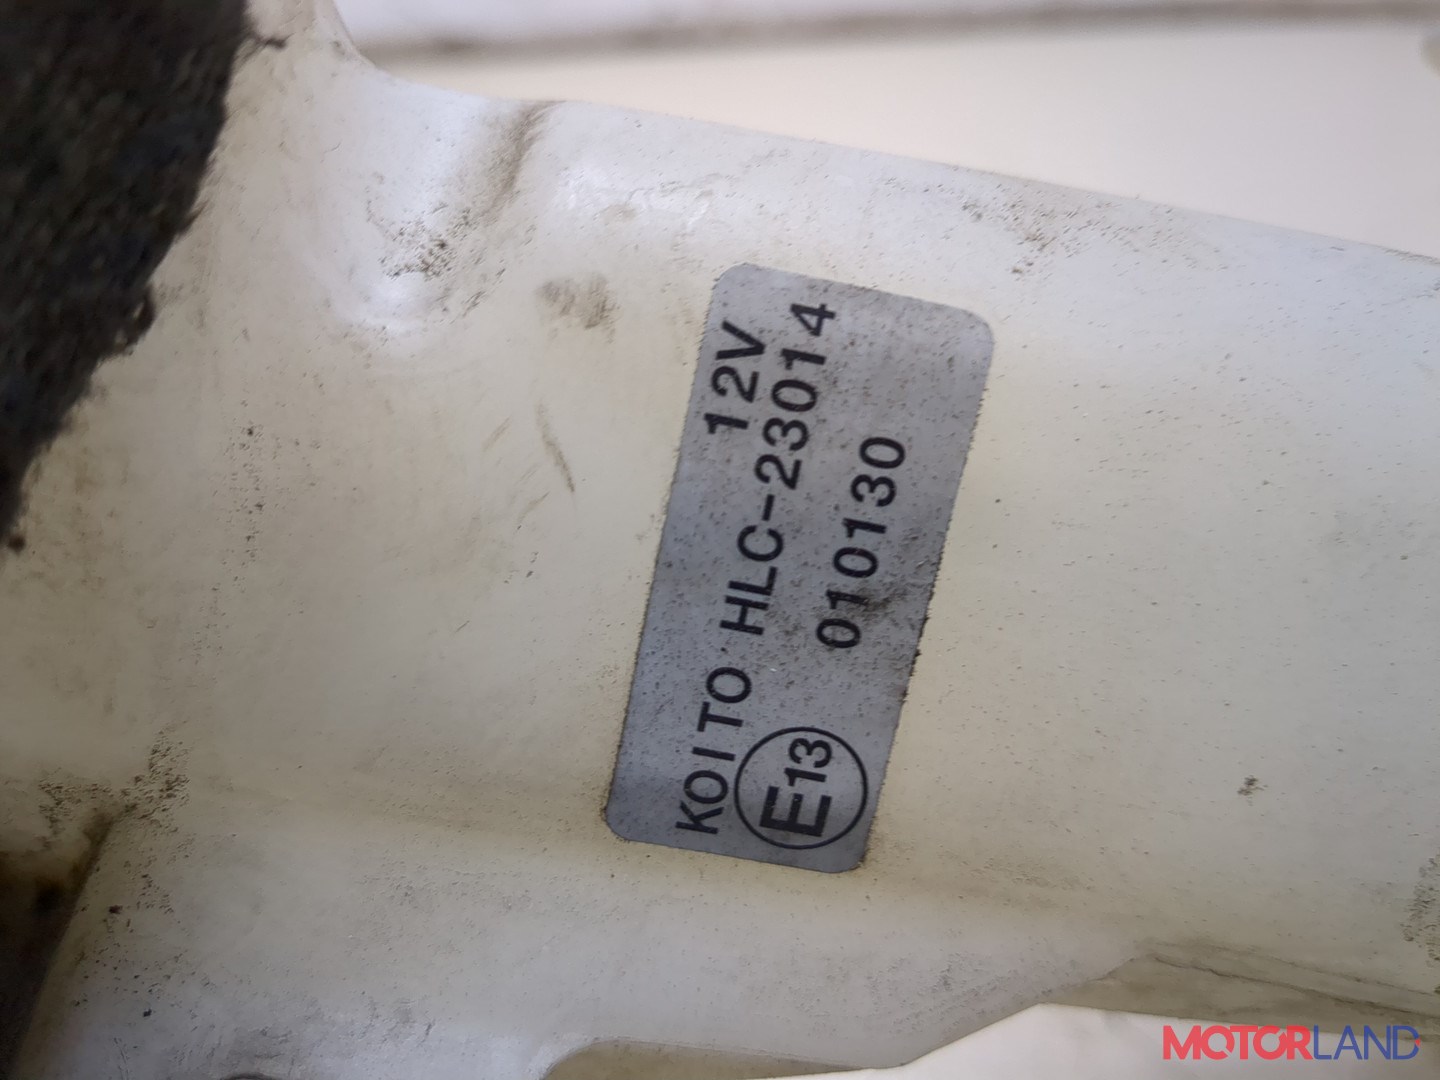 12V
KOITO HLC-23014
E13 010130
MOTORLAND